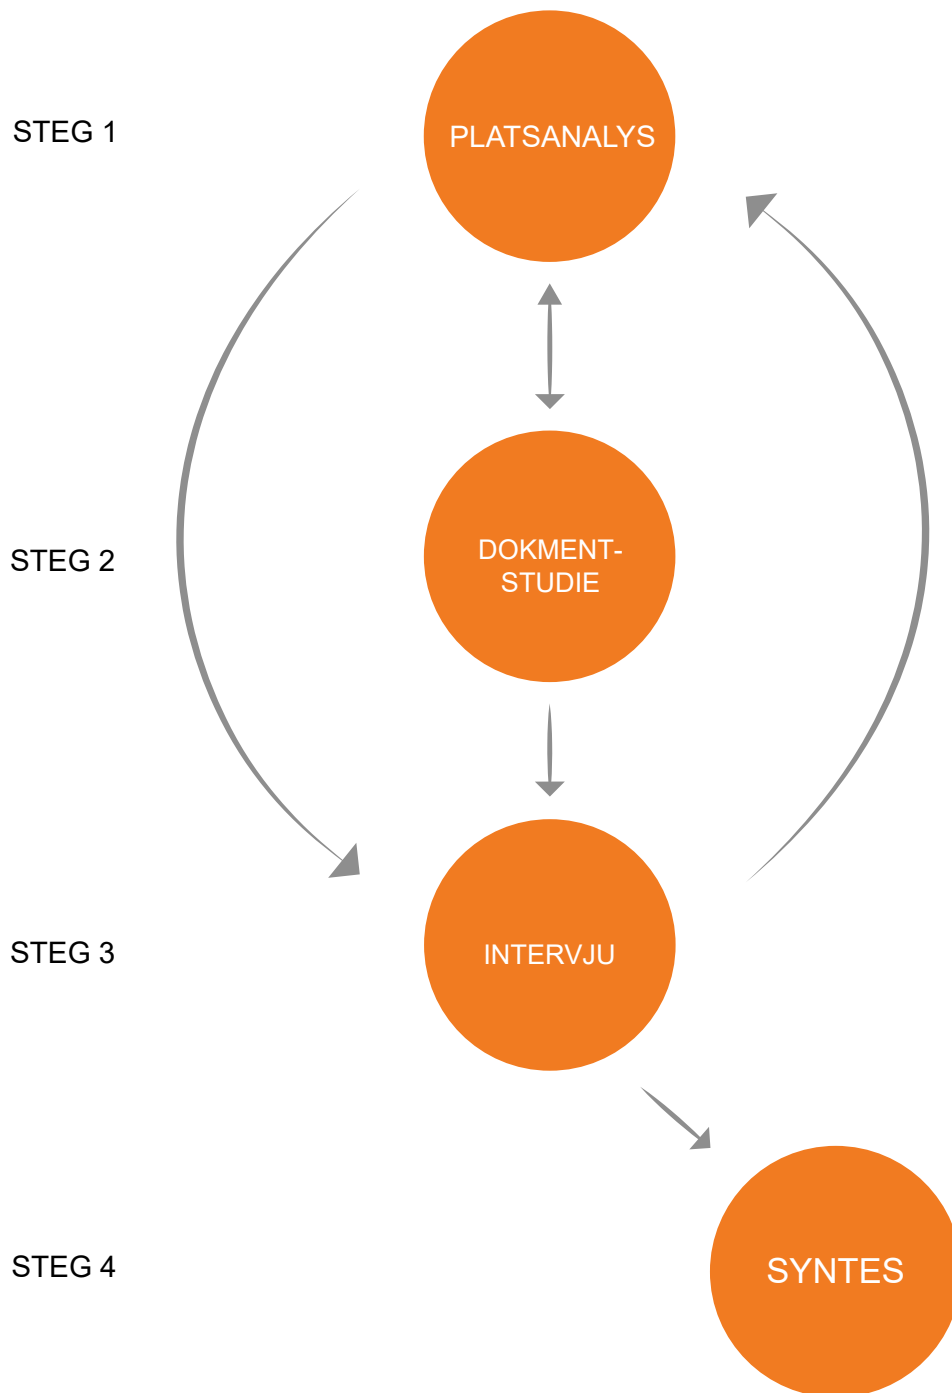 STEG 1
PLATSANALYS
STEG 2
DOKMENT-
STUDIE
STEG 3
INTERVJU
STEG 4
SYNTES